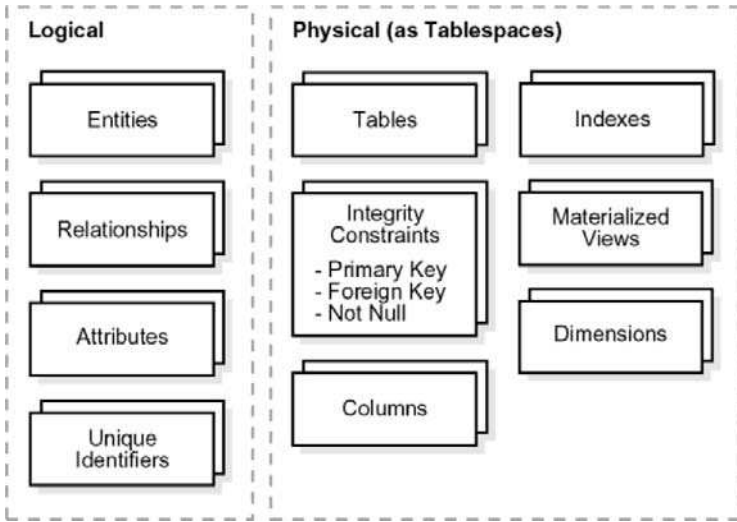 Logical
Entities
Relationships
Attributes
Unique
Identifiers
Physical (as Tablespaces)
Tables
Integrity
Constraints
- Primary Key
- Foreign Key
- Not Null
Columns
Indexes
Materialized
Views
Dimensions